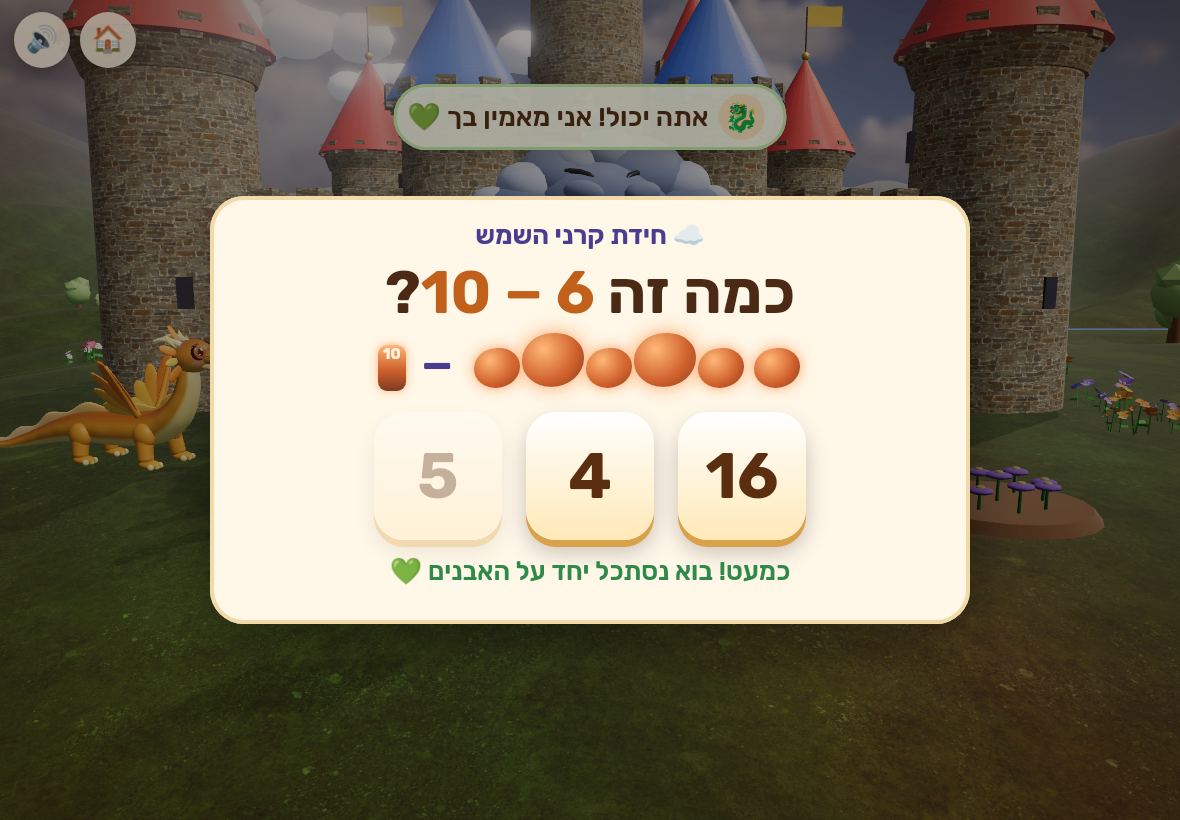 אתה יכול! אני מאמין בך
חידת קרני השמש
כמה זה 10 – 6?
10 –
5 4 16
כמעט! בוא נסתכל יחד על האבנים